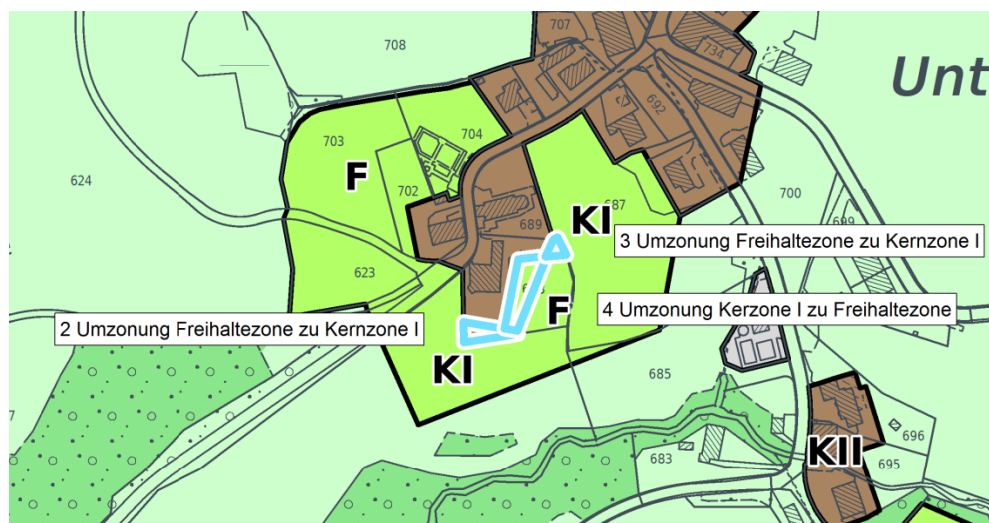 707
708
734
Unt
692
703
704
624
F
702
700
687
KI
689
699
3 Umzonung Freihaltezone zu Kernzone I
623
4 Umzonung Kerzone I zu Freihaltezone
F
2 Umzonung Freihaltezone zu Kernzone I
KI
685
696
KII
683
695